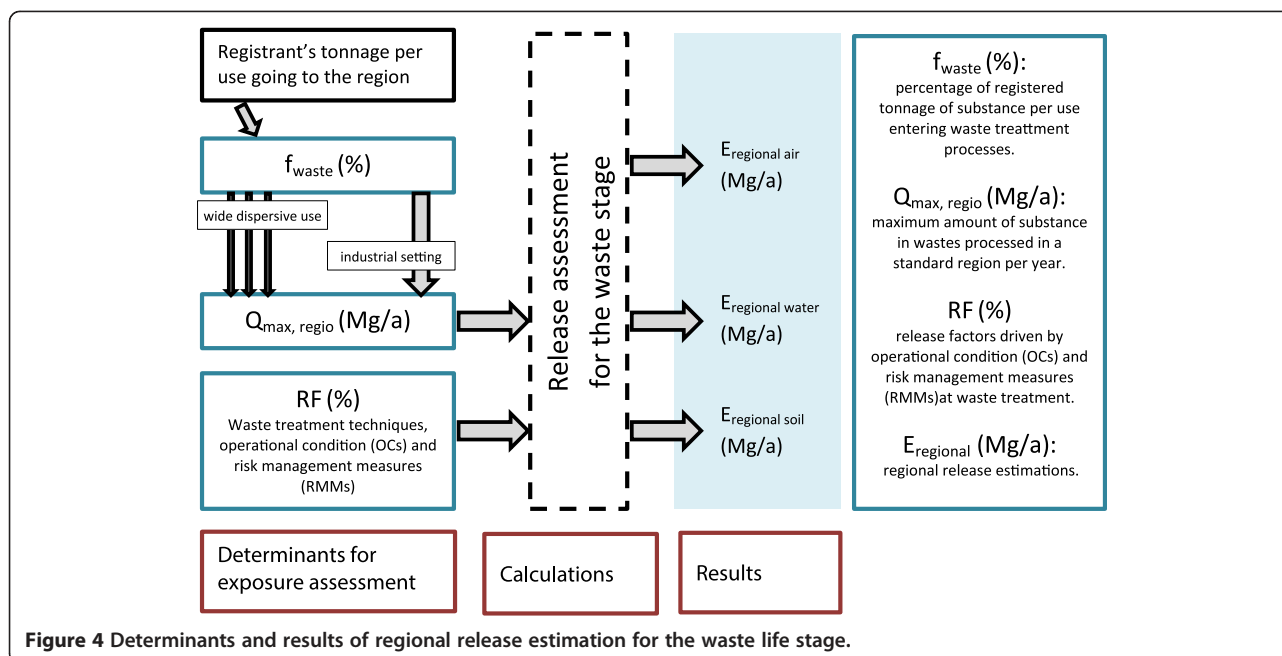 Registrant's tonnage per
use going to the region
fwaste (%)
wide dispersive use
industrial setting
Qmax, regio (Mg/a)
RF (%)
Waste treatment techniques,
operational condition (OCs) and
risk management measures
(RMMs)
Release assessment
for the waste stage
Eregional air
(Mg/a)
Eregional water
(Mg/a)
Eregional soil
(Mg/a)
fwaste (%):
percentage of registered
tonnage of substance per use
entering waste treattment
processes.
Qmax, regio (Mg/a):
maximum amount of substance
in wastes processed in a
standard region per year.
RF (%)
release factors driven by
operational condition (OCs) and
risk management measures
(RMMs)at waste treatment.
Eregional (Mg/a):
regional release estimations.
Determinants for
exposure assessment
Calculations
Results
Figure 4 Determinants and results of regional release estimation for the waste life stage.